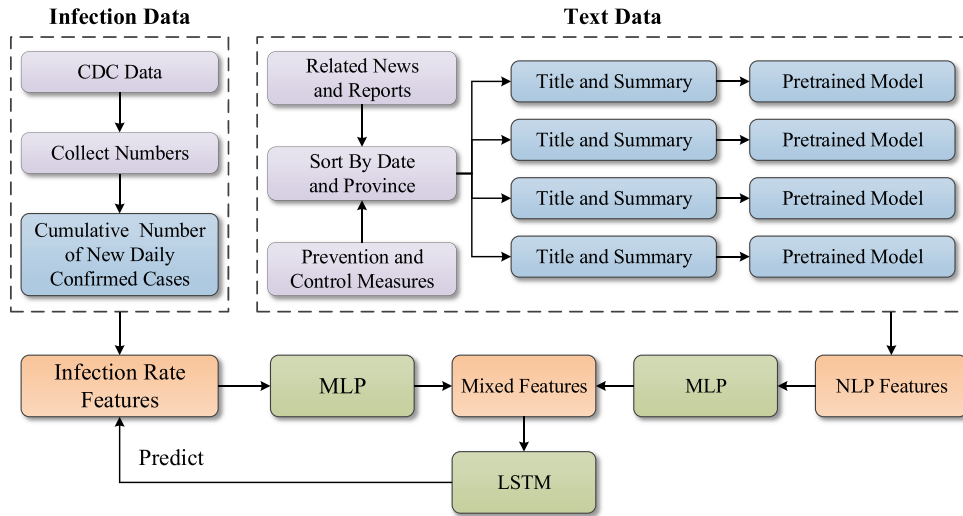 Infection Data
CDC Data
Collect Numbers
Cumulative Number
of New Daily
Confirmed Cases
Text Data
Related News
and Reports
Sort By Date
and Province
Prevention and
Control Measures
Title and Summary
Pretrained Model
Title and Summary
Pretrained Model
Title and Summary
Pretrained Model
Title and Summary
Pretrained Model
Infection Rate
Features
MLP
Mixed Features
MLP
NLP Features
Predict
LSTM